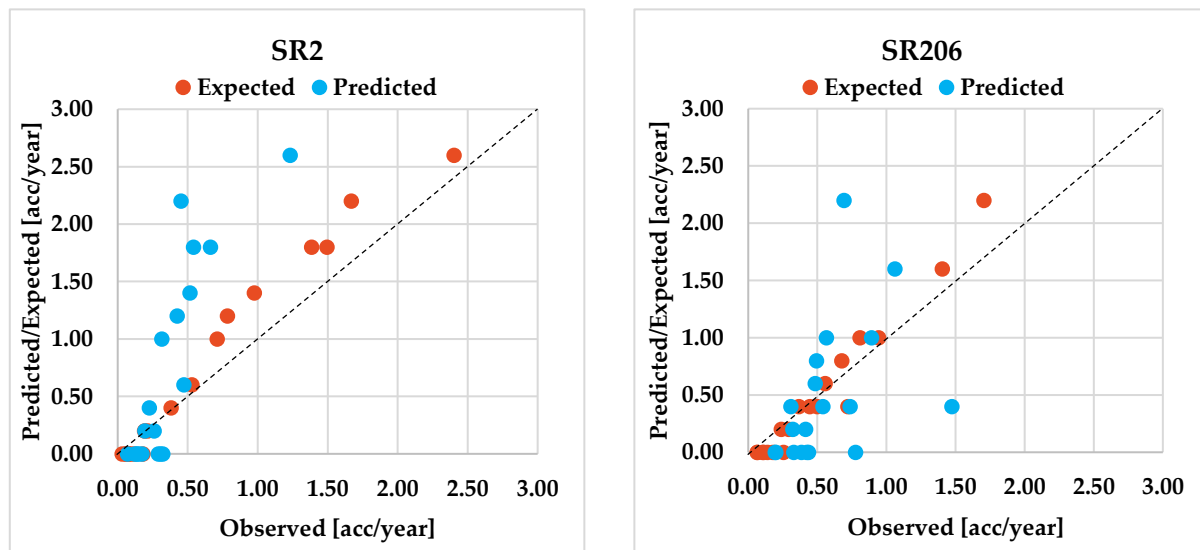 SR2
Expected Predicted
3.00
2.50
2.00
1.50
1.00
0.50
0.00
0.00 0.50 1.00 1.50 2.00 2.50 3.00
Predicted/Expected [acc/year]
Observed [acc/year]
SR206
Expected Predicted
3.00
2.50
2.00
1.50
1.00
0.50
0.00
0.00 0.50 1.00 1.50 2.00 2.50 3.00
Predicted/Expected [acc/year]
Observed [acc/year]